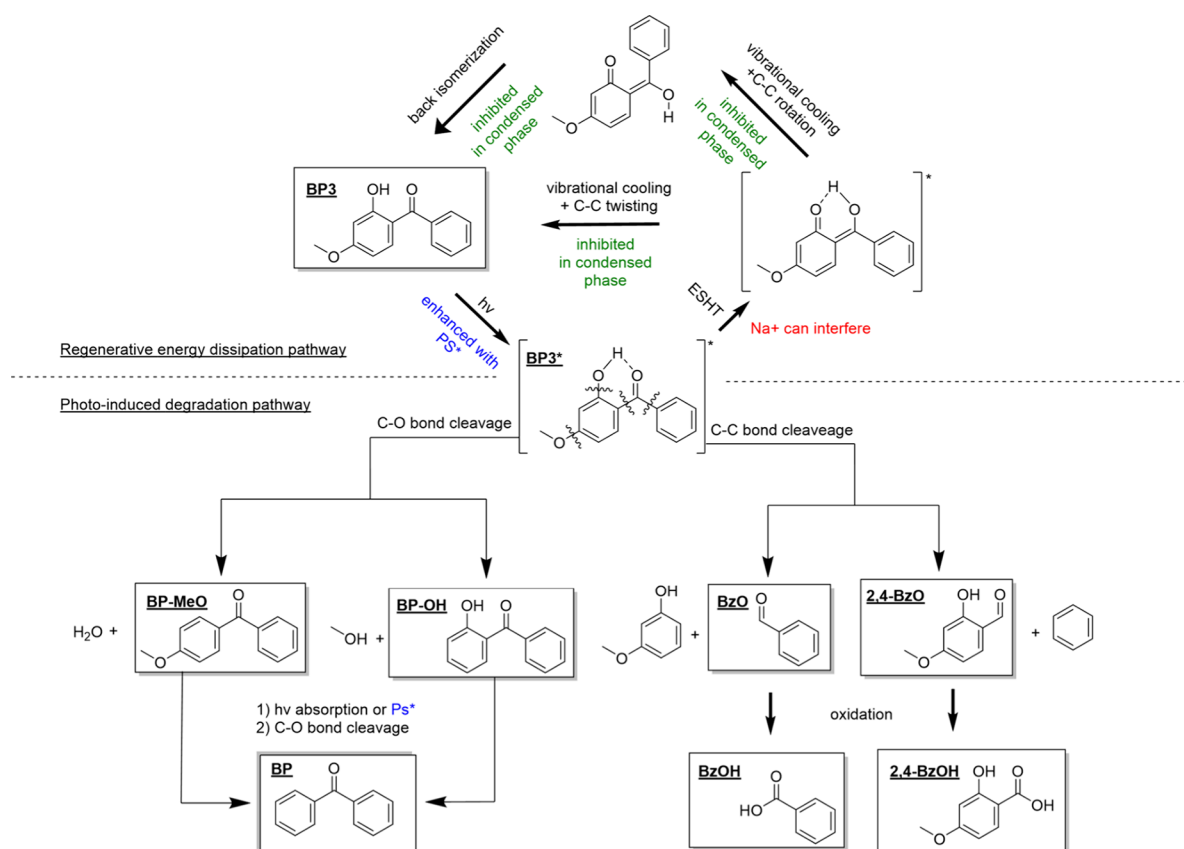 back isomerization
inhibited
in condensed
phase
O
O
H
O
vibrational cooling
+C-C rotation
inhibited
in condensed
phase
BP3
OH
O
O
vibrational cooling
+ C-C twisting
inhibited
in condensed
phase
*
H
O
O
O
hv
enhanced with
PS*
ESHT
Na+ can interfere
Regenerative energy dissipation pathway
Photo-induced degradation pathway
BP3*
*
H
O
O
O
C-O bond cleavage
C-C bond cleaveage
H2O +
BP-MeO
O
O
OH +
BP-OH
OH
O
OH
O
+
BzO
O
2,4-BzO
OH
O
O
+
1) hv absorption or Ps*
2) C-O bond cleavage
oxidation
BP
O
BzOH
O
HO
2,4-BzOH
OH
O
OH
O